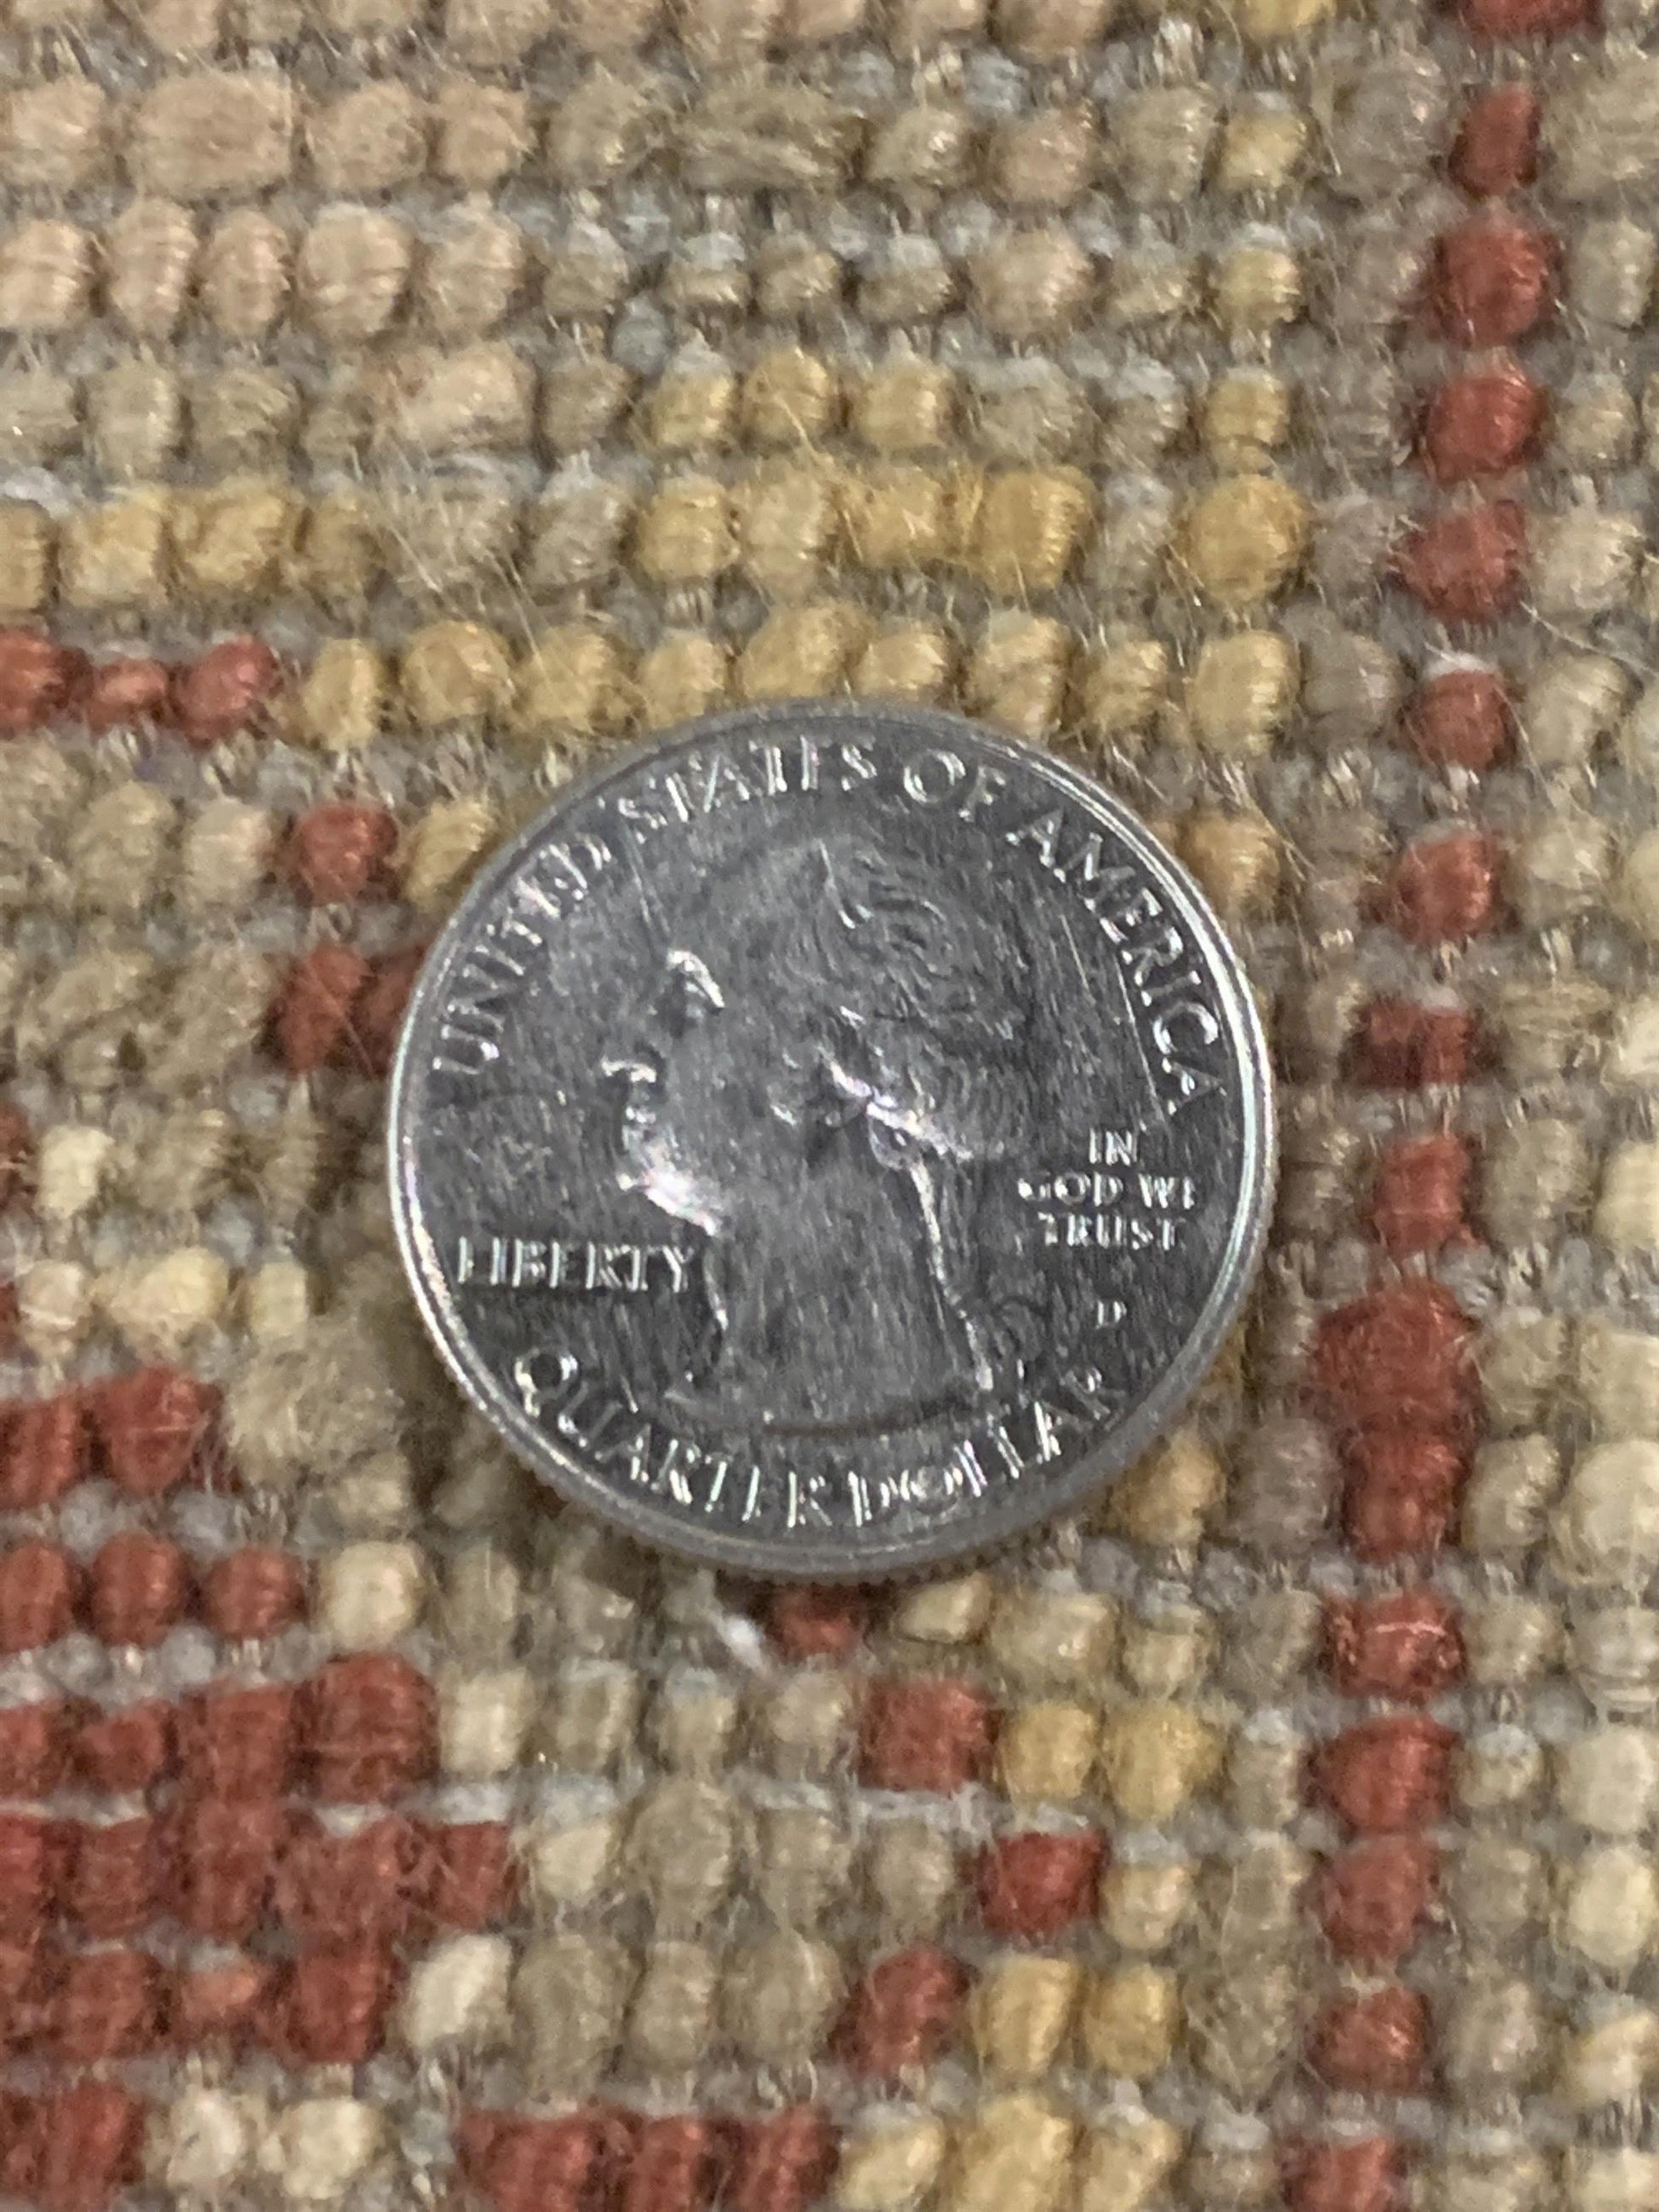 UNITED STATES OF AMERICA
LIBERTY
IN
GOD WE
TRUST
D
QUARTER DOLLAR